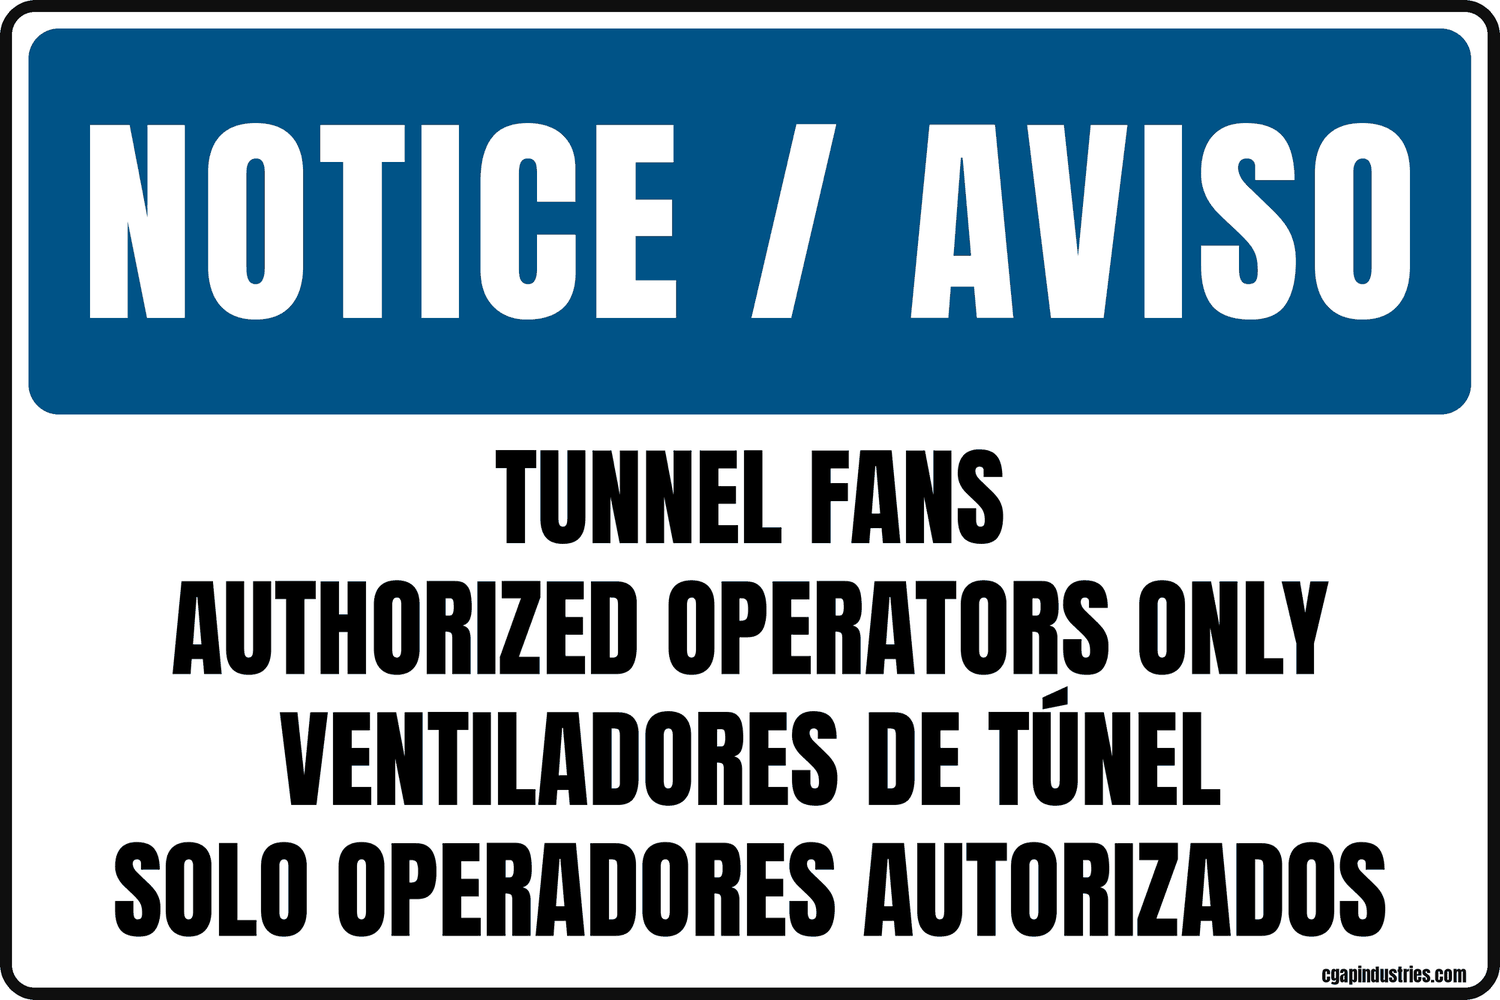 NOTICE / AVISO
TUNNEL FANS
AUTHORIZED OPERATORS ONLY
VENTILADORES DE TÚNEL
SOLO OPERADORES AUTORIZADOS
cgapindustries.com